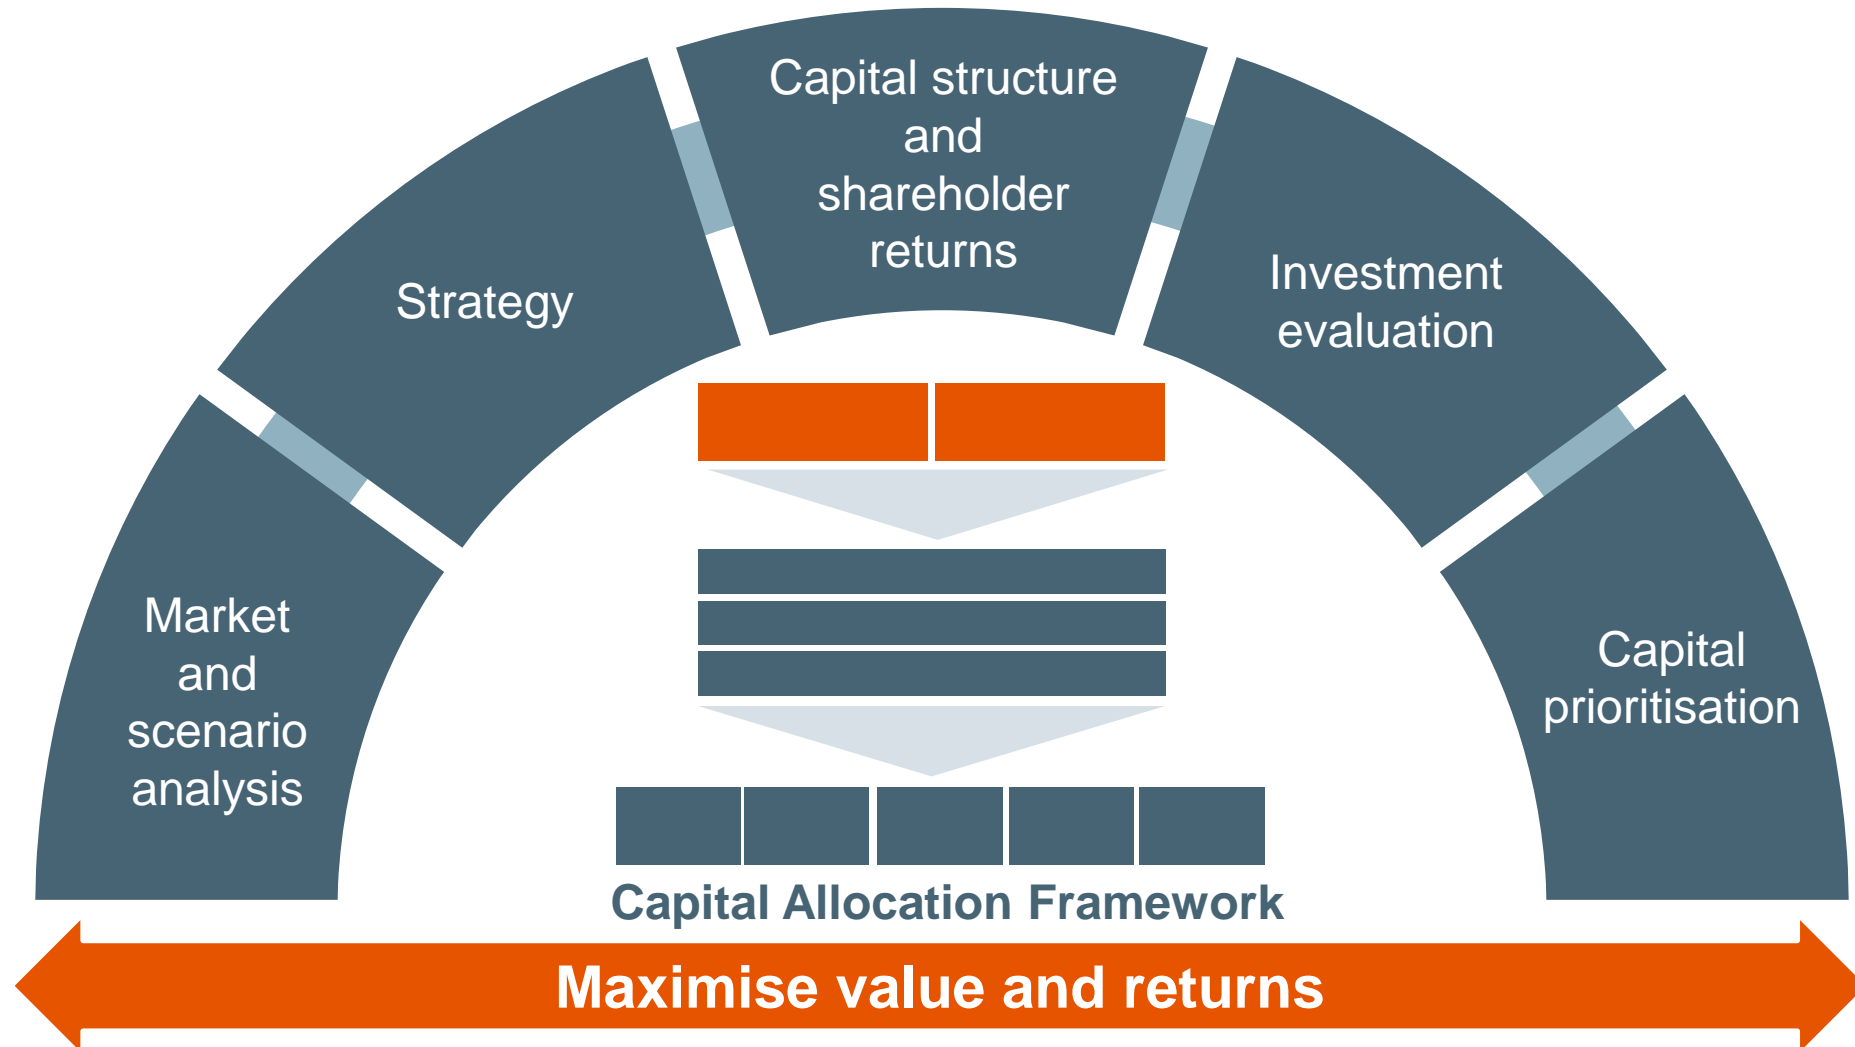 Capital structure
and
shareholder
returns
Strategy
Investment
evaluation
Market
and
scenario
analysis
Capital
prioritisation
Capital Allocation Framework
Maximise value and returns